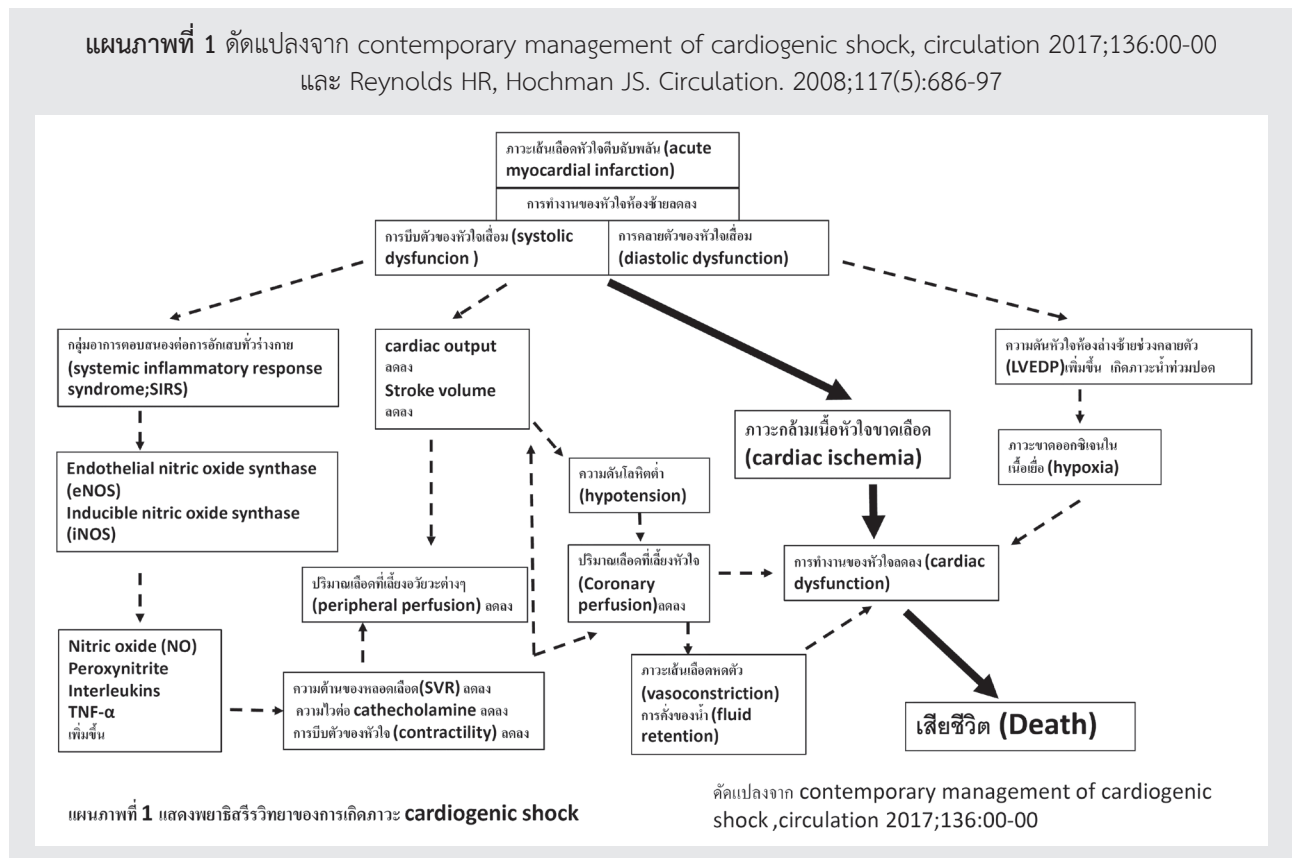 แผนภาพที่ 1 ดัดแปลงจาก contemporary management of cardiogenic shock, circulation 2017;136:00-00
และ Reynolds HR, Hochman JS. Circulation. 2008;117(5):686-97
ภาวะเส้นเลือดหัวใจตีบฉับพลัน (acute
myocardial infarction)
การทำงานของหัวใจห้องซ้ายลดลง
การบีบตัวของหัวใจเสื่อม (systolic
dysfuncion )
การคลายตัวของหัวใจเสื่อม
(diastolic dysfunction)
กลุ่มอาการตอบสนองต่อการอักเสบทั่วร่างกาย
(systemic inflammatory response
syndrome;SIRS)
cardiac output
ลดลง
Stroke volume
ลดลง
ความดันหัวใจห้องล่างซ้ายช่วงคลายตัว
(LVEDP)เพิ่มขึ้น เกิดภาวะน้ำท่วมปอด
ภาวะกล้ามเนื้อหัวใจขาดเลือด
(cardiac ischemia)
ภาวะขาดออกซิเจนใน
เนื้อเยื่อ (hypoxia)
Endothelial nitric oxide synthase
(eNOS)
Inducible nitric oxide synthase
(iNOS)
ความดันโลหิตต่ำ
(hypotension)
ปริมาณเลือดที่เลี้ยงหัวใจ
(Coronary
perfusion)ลดลง
การทำงานของหัวใจลดลง (cardiac
dysfunction)
ปริมาณเลือดที่เลี้ยงอวัยวะต่างๆ
(peripheral perfusion) ลดลง
Nitric oxide (NO)
Peroxynitrite
Interleukins
TNF-α
เพิ่มขึ้น
ความต้านของหลอดเลือด(SVR) ลดลง
ความไวต่อ cathecholamine ลดลง
การบีบตัวของหัวใจ (contractility) ลดลง
ภาวะเส้นเลือดหดตัว
(vasoconstriction)
การคั่งของน้ำ (fluid
retention)
เสียชีวิต (Death)
แผนภาพที่ 1 แสดงพยาธิสรีรวิทยาของการเกิดภาวะ cardiogenic shock
ดัดแปลงจาก contemporary management of cardiogenic
shock ,circulation 2017;136:00-00